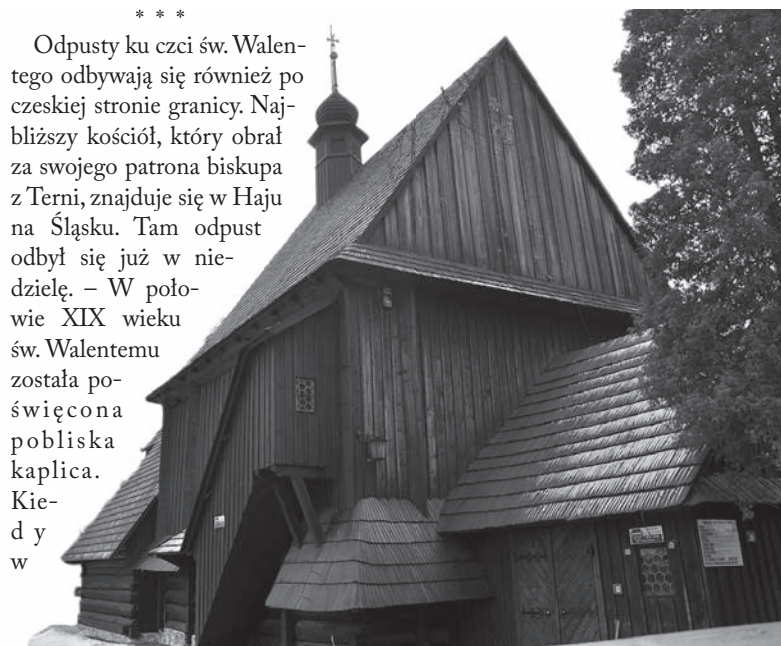 * * *
Odpusty ku czci św. Walen-
tego odbywają się również po
czeskiej stronie granicy. Naj-
bliższy kościół, który obrał
za swojego patrona biskupa
z Terni, znajduje się w Haju
na Śląsku. Tam odpust
odbył się już w nie-
dzielę. – W poło-
wie XIX wieku
św. Walentemu
została po-
święcona
pobliska
kaplica.
Kie-
dy
w